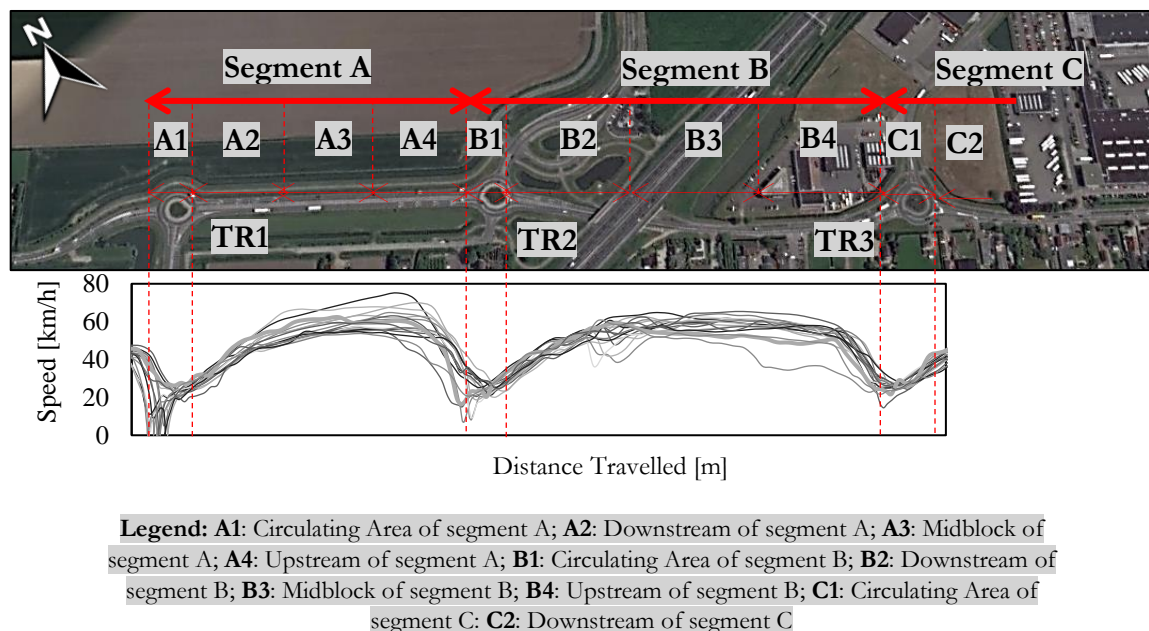 N
Segment A
Segment B
Segment C
A1 A2 A3 A4 B1 B2 B3 B4 C1 C2
TR1 TR2 TR3
80
60
40
20
0
Speed [km/h]
Distance Travelled [m]
Legend: A1: Circulating Area of segment A; A2: Downstream of segment A; A3: Midblock of
segment A; A4: Upstream of segment A; B1: Circulating Area of segment B; B2: Downstream of
segment B; B3: Midblock of segment B; B4: Upstream of segment B; C1: Circulating Area of
segment C: C2: Downstream of segment C